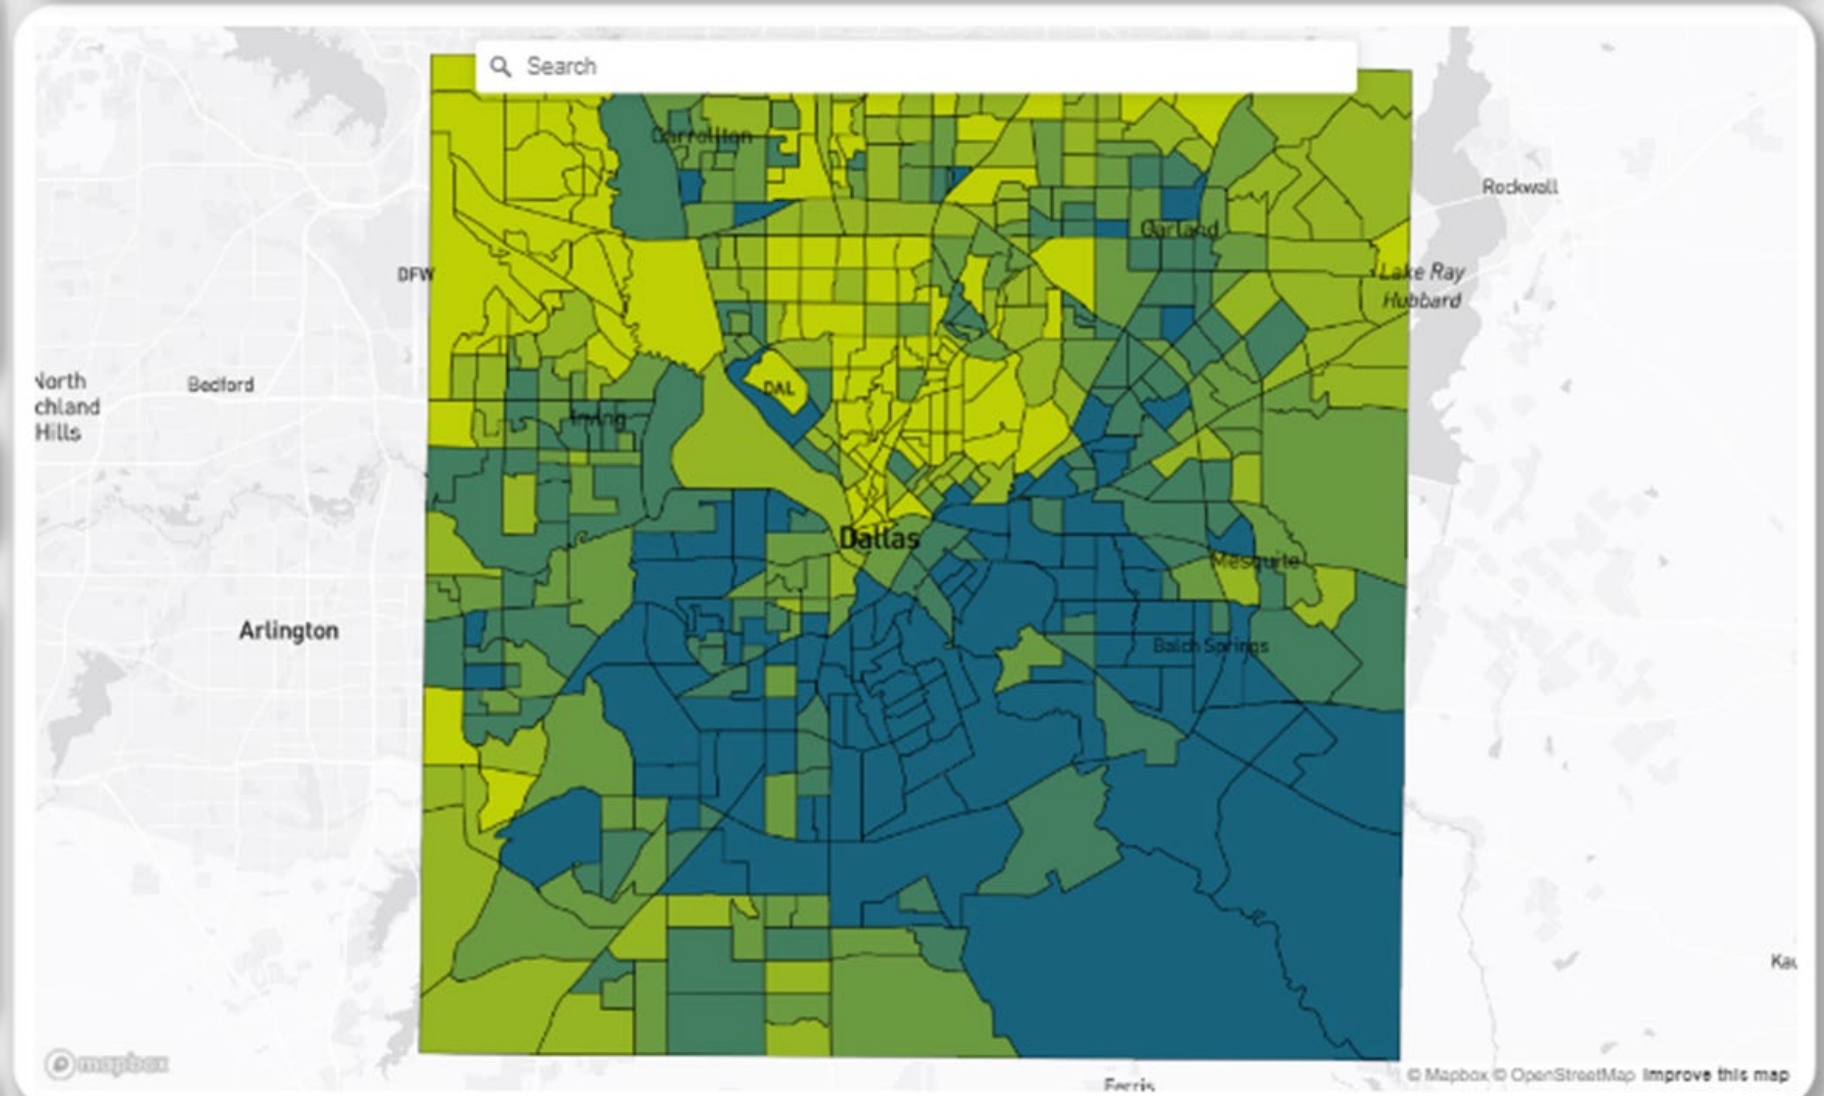 Search
Carrollton
Rockwall
Garland
DFW
Lake Ray
Hubbard
North
chland
Hills
Bedford
DAL
Irving
Dallas
Mesquite
Arlington
Balch Springs
Kau
mapbox
Ferris
© Mapbox © OpenStreetMap Improve this map